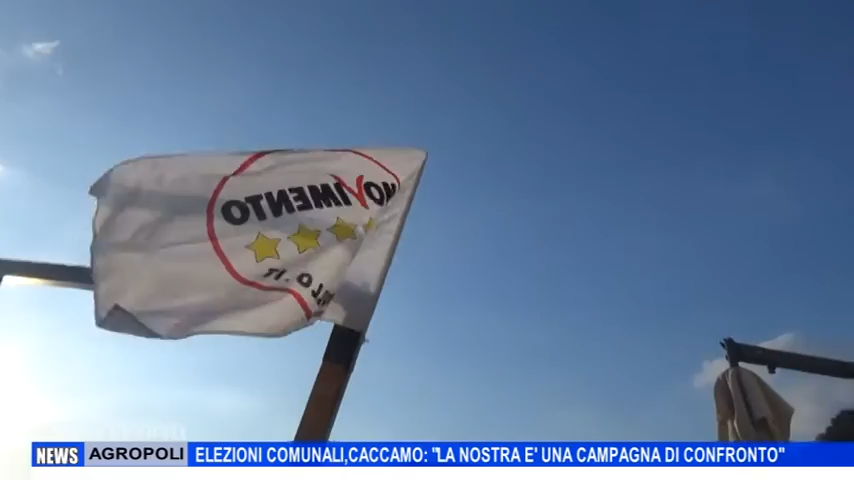 MOVIMENTO
NEWS AGROPOLI ELEZIONI COMUNALI,CACCAMO: "LA NOSTRA E' UNA CAMPAGNA DI CONFRONTO"